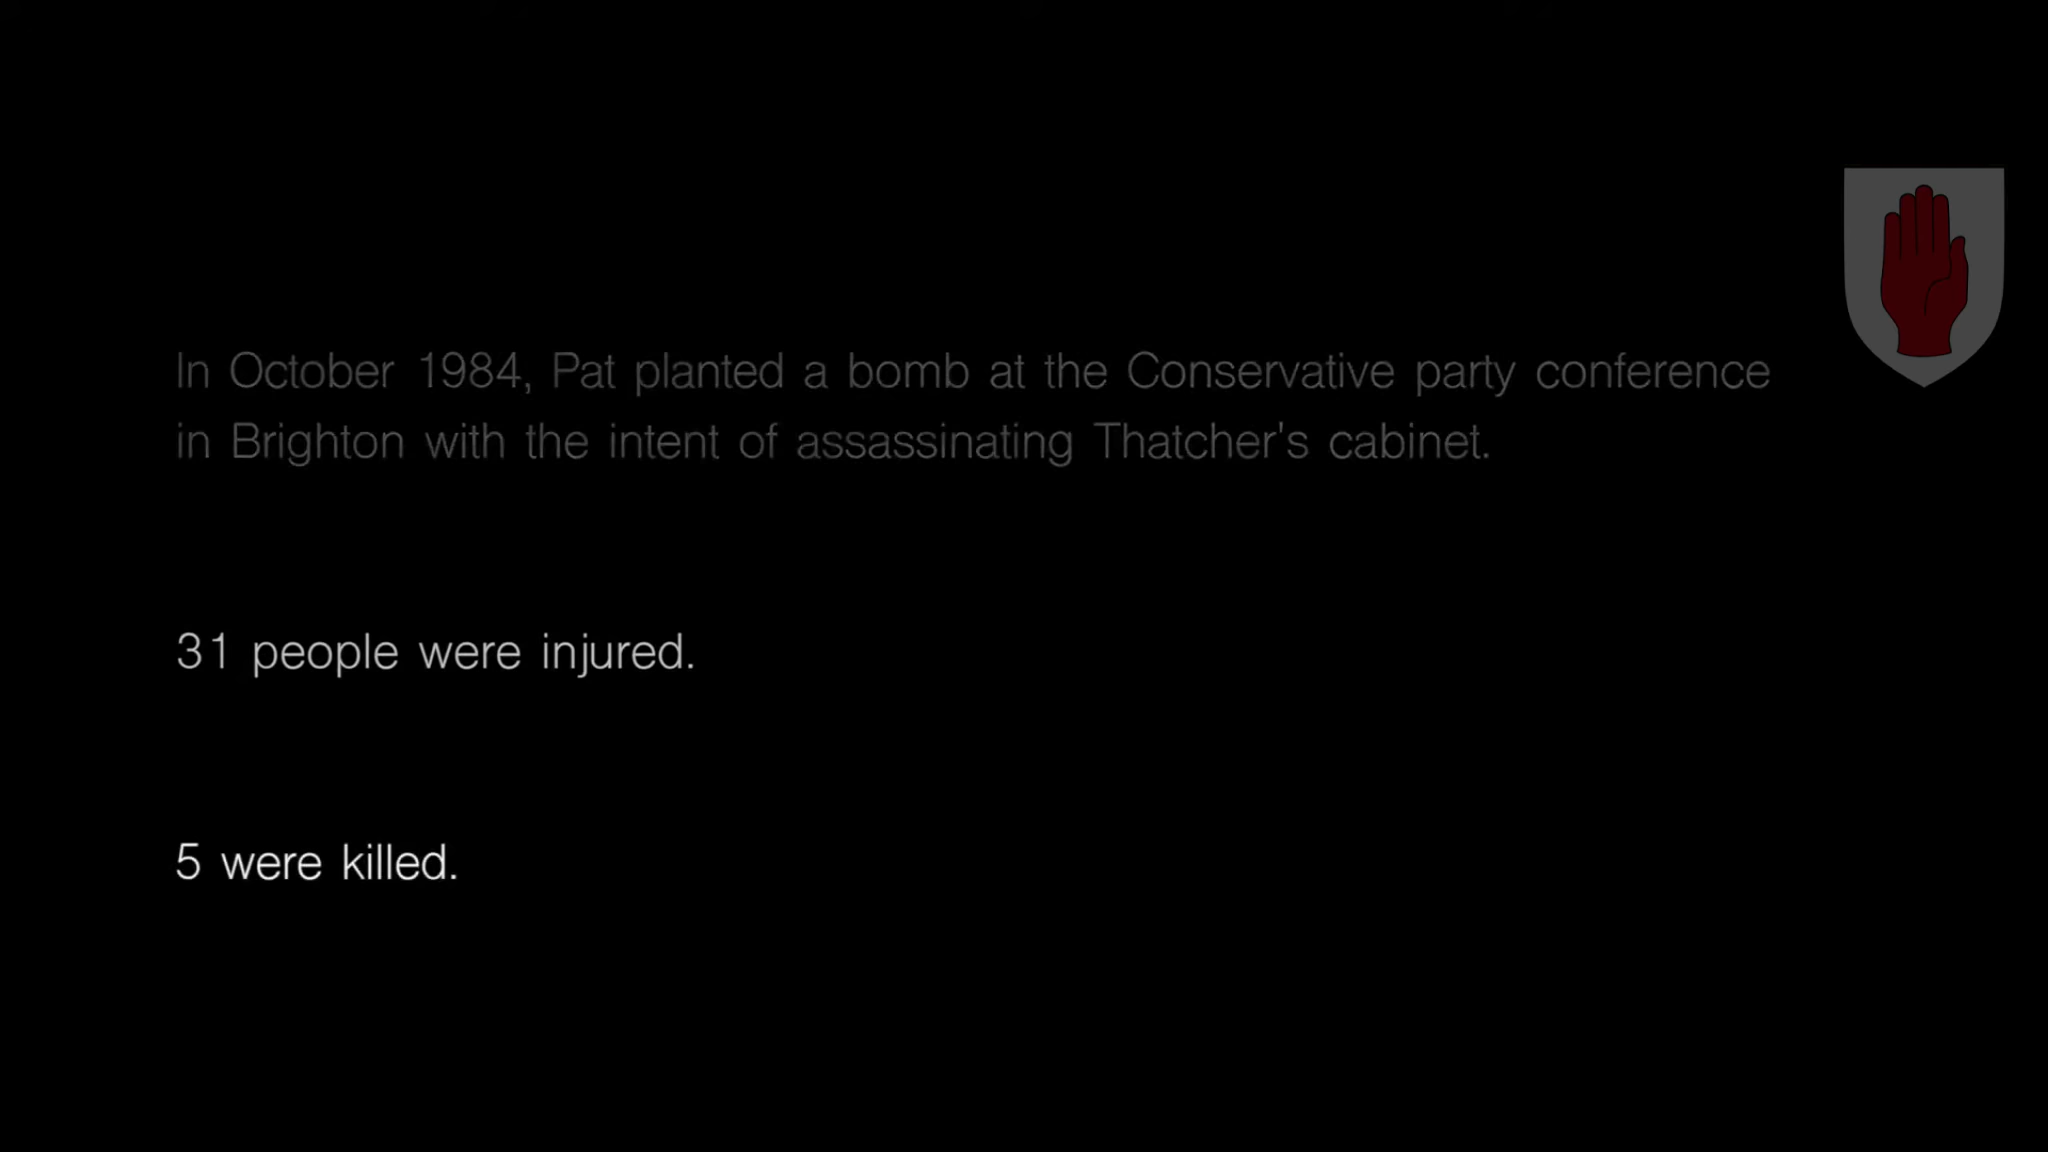 In October 1984, Pat planted a bomb at the Conservative party conference
in Brighton with the intent of assassinating Thatcher's cabinet.
31 people were injured.
5 were killed.